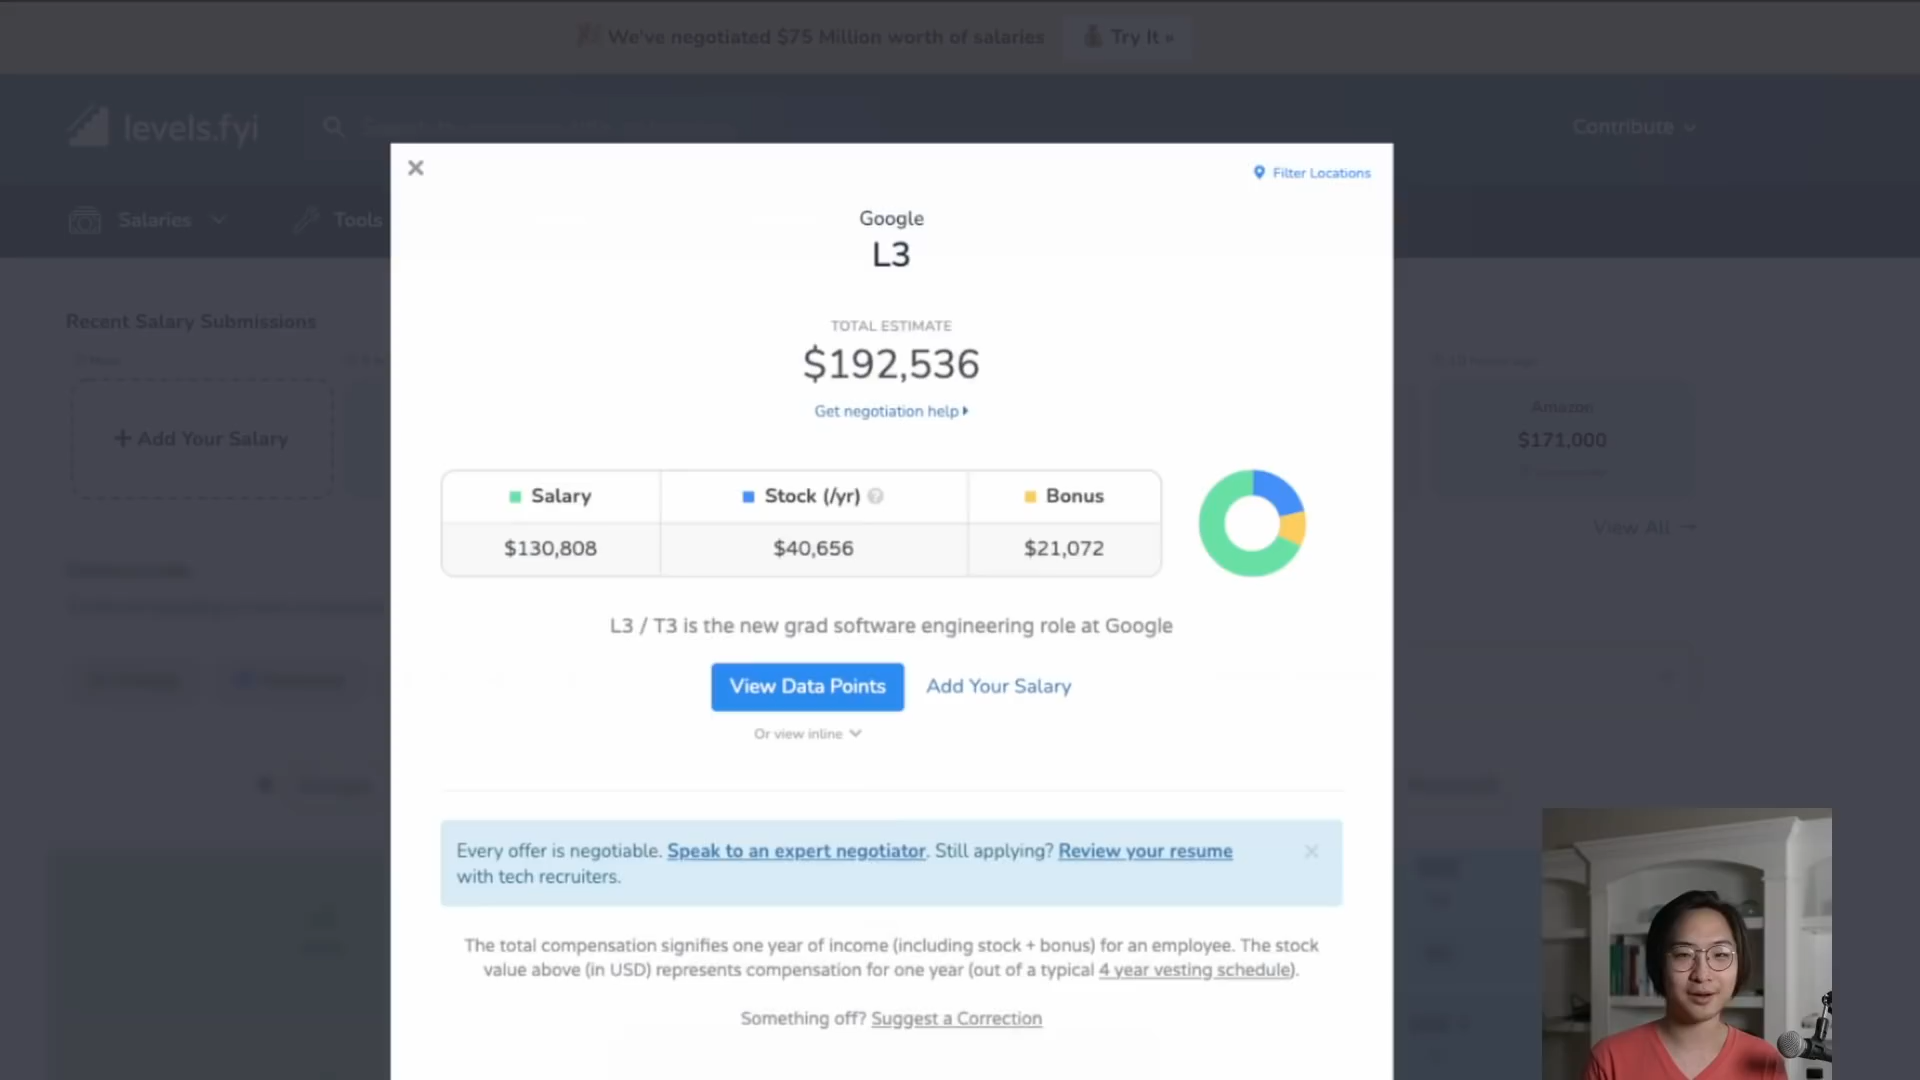 We've negotiated $75 Million worth of salaries
Try It »
levels.fyi
Contribute
Salaries
Tools
Filter Locations
Google
L3
Recent Salary Submissions
TOTAL ESTIMATE
$192,536
Get negotiation help
+ Add Your Salary
Amazon
$171,000
Salary
Stock (/yr) ?
Bonus
$130,808
$40,656
$21,072
View All →
L3 / T3 is the new grad software engineering role at Google
View Data Points
Add Your Salary
Or view inline
Every offer is negotiable. Speak to an expert negotiator. Still applying? Review your resume
with tech recruiters.
The total compensation signifies one year of income (including stock + bonus) for an employee. The stock
value above (in USD) represents compensation for one year (out of a typical 4 year vesting schedule).
Something off? Suggest a Correction